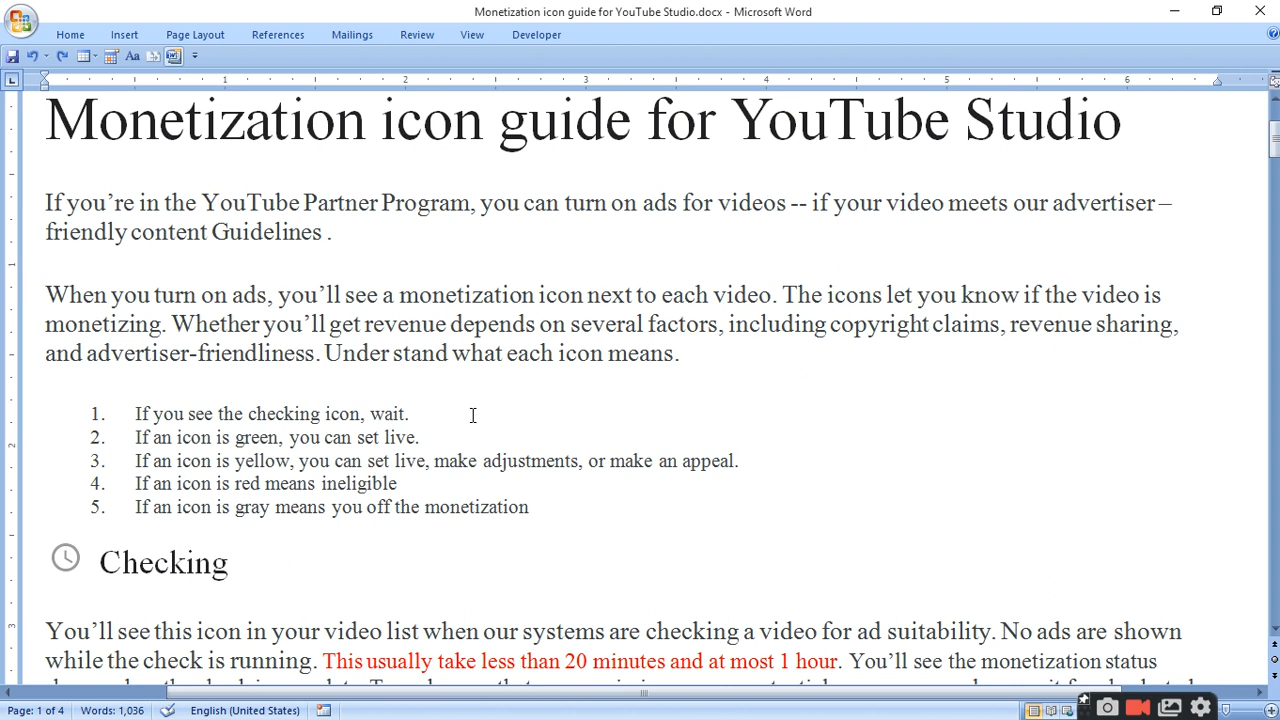 Monetization icon guide for YouTube Studio.docx - Microsoft Word
Home Insert Page Layout References Mailings Review View Developer
Aa
1 2 3 4 5 6
Monetization icon guide for YouTube Studio
If you’re in the YouTube Partner Program, you can turn on ads for videos -- if your video meets our advertiser –
friendly content Guidelines .
When you turn on ads, you’ll see a monetization icon next to each video. The icons let you know if the video is
monetizing. Whether you’ll get revenue depends on several factors, including copyright claims, revenue sharing,
and advertiser-friendliness. Under stand what each icon means.
1. If you see the checking icon, wait.
2. If an icon is green, you can set live.
3. If an icon is yellow, you can set live, make adjustments, or make an appeal.
4. If an icon is red means ineligible
5. If an icon is gray means you off the monetization
Checking
You’ll see this icon in your video list when our systems are checking a video for ad suitability. No ads are shown
while the check is running. This usually take less than 20 minutes and at most 1 hour. You’ll see the monetization status
Page: 1 of 4 Words: 1,036 English (United States)